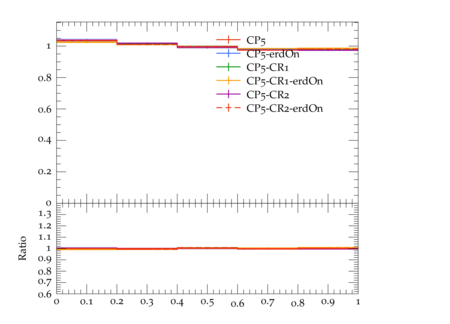 1
0.8
0.6
0.4
0.2
0
CP5
CP5-erdOn
CP5-CR1
CP5-CR1-erdOn
CP5-CR2
CP5-CR2-erdOn
1.3
1.2
1.1
1
0.9
0.8
0.7
0.6
Ratio
0 0.1 0.2 0.3 0.4 0.5 0.6 0.7 0.8 0.9 1